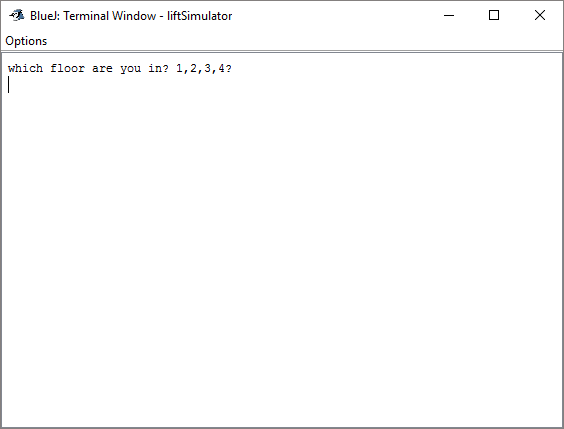 BlueJ: Terminal Window - liftSimulator
Options
which floor are you in? 1,2,3,4?